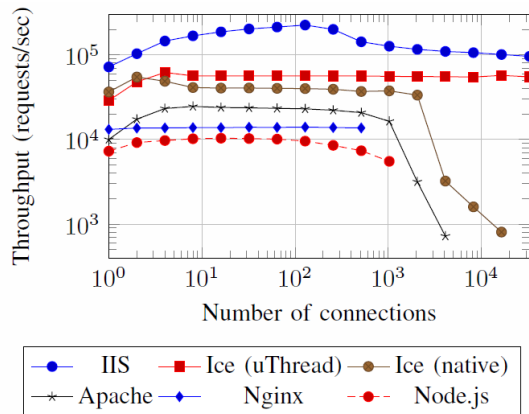 10^5
10^4
10^3
Throughput (requests/sec)
10^0 10^1 10^2 10^3 10^4
Number of connections
IIS Ice (uThread) Ice (native)
Apache Nginx Node.js